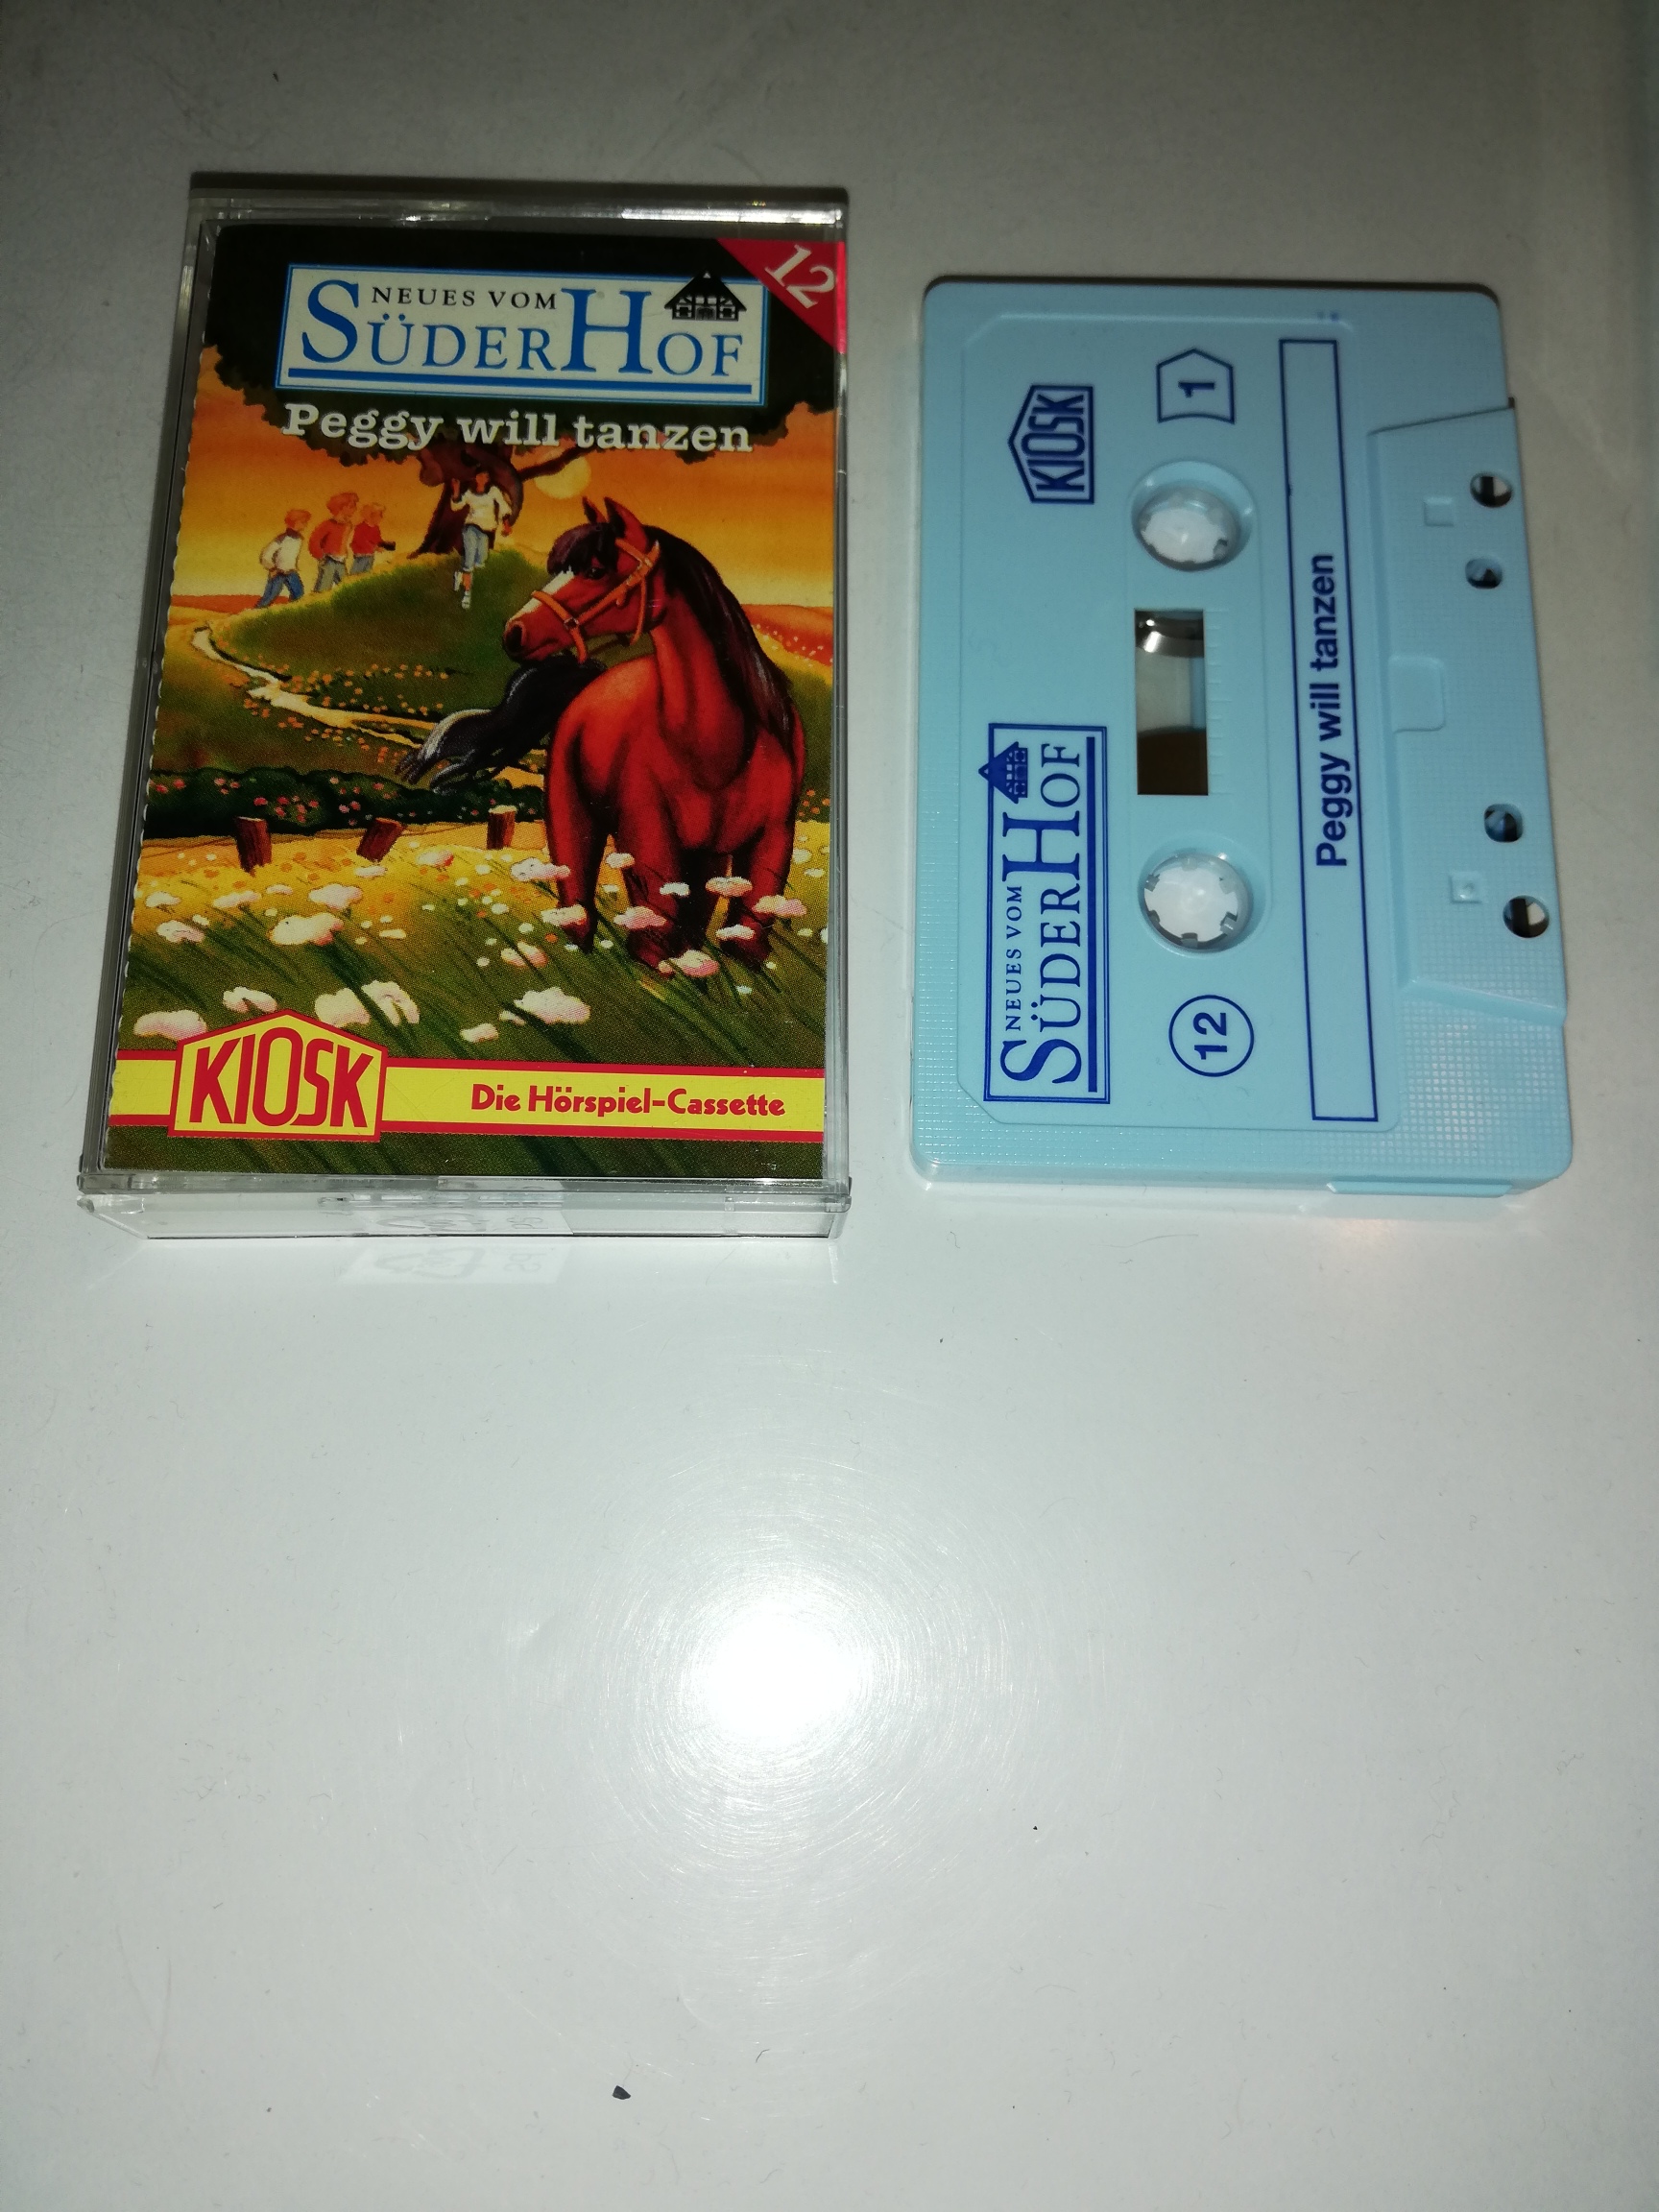 12
NEUES VOM
SÜDERHOF
Peggy will tanzen
KIOSK
Die Hörspiel-Cassette
KIOSK
1
NEUES VOM
SÜDERHOF
12
Peggy will tanzen